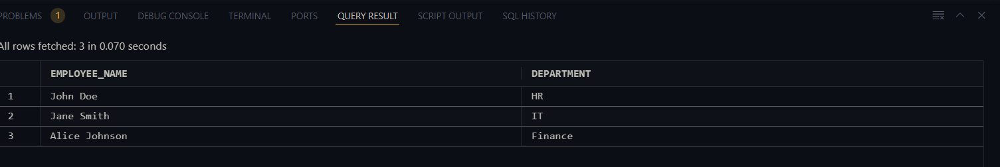 PROBLEMS 1 OUTPUT DEBUG CONSOLE TERMINAL PORTS QUERY RESULT SCRIPT OUTPUT SQL HISTORY
All rows fetched: 3 in 0.070 seconds
EMPLOYEE_NAME DEPARTMENT
1 John Doe HR
2 Jane Smith IT
3 Alice Johnson Finance